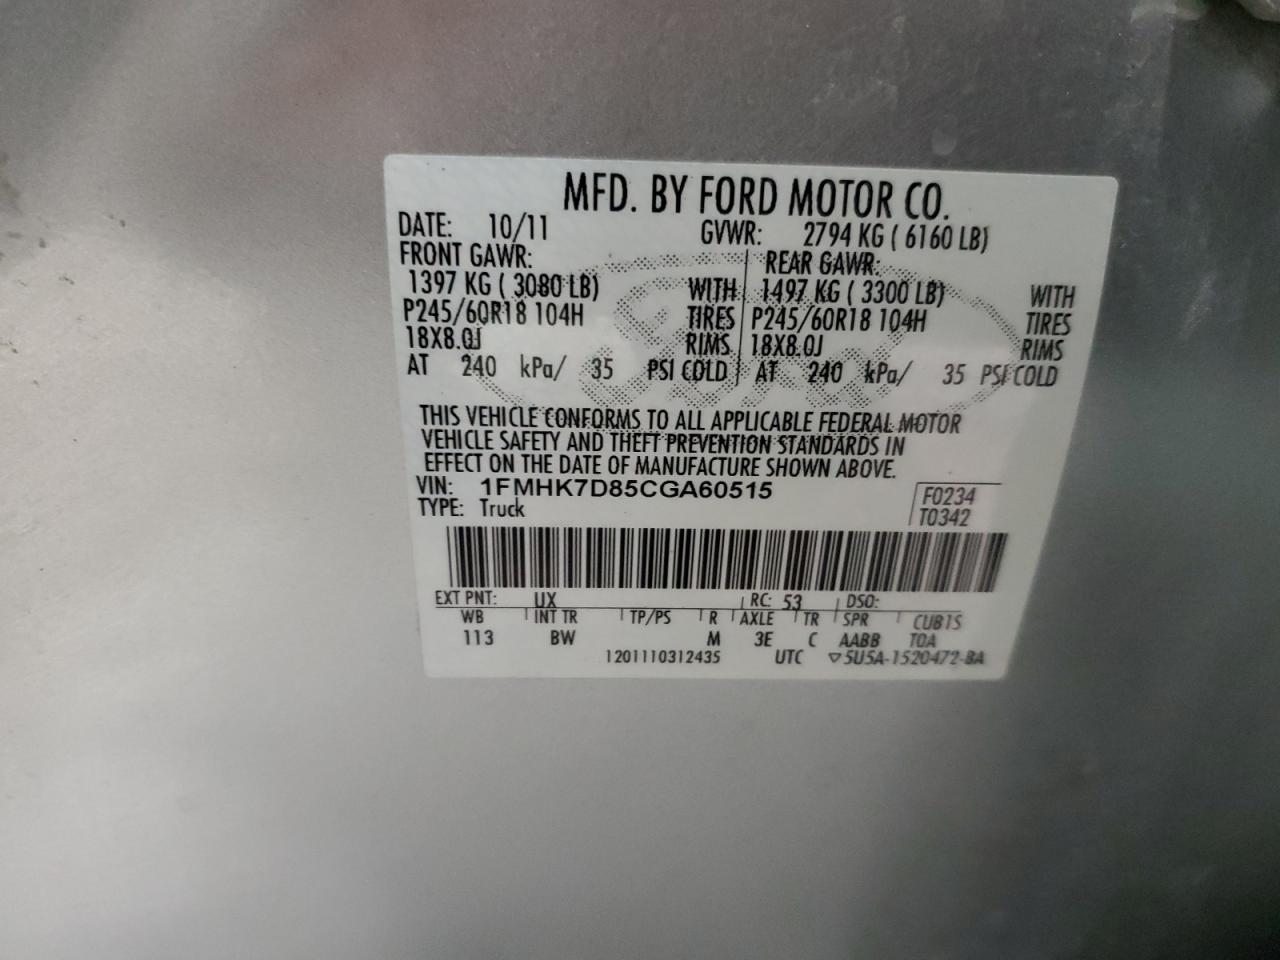 MFD. BY FORD MOTOR CO.
DATE: 10/11 GVWR: 2794 KG ( 6160 LB)
FRONT GAWR: REAR GAWR:
1397 KG ( 3080 LB) WITH 1497 KG ( 3300 LB) WITH
P245/60R18 104H TIRES P245/60R18 104H TIRES
18X8.0J RIMS 18X8.0J RIMS
AT 240 kPa/ 35 PSI COLD AT 240 kPa/ 35 PSI COLD
THIS VEHICLE CONFORMS TO ALL APPLICABLE FEDERAL MOTOR
VEHICLE SAFETY AND THEFT PREVENTION STANDARDS IN
EFFECT ON THE DATE OF MANUFACTURE SHOWN ABOVE.
VIN: 1FMHK7D85CGA60515 F0234
TYPE: Truck T0342
EXT PNT: UX RC: 53 DSO:
WB INT TR TP/PS R AXLE TR SPR CUB1S
113 BW M 3E C AABB TOA
1201110312435 UTC ▽5U5A-1520472-BA